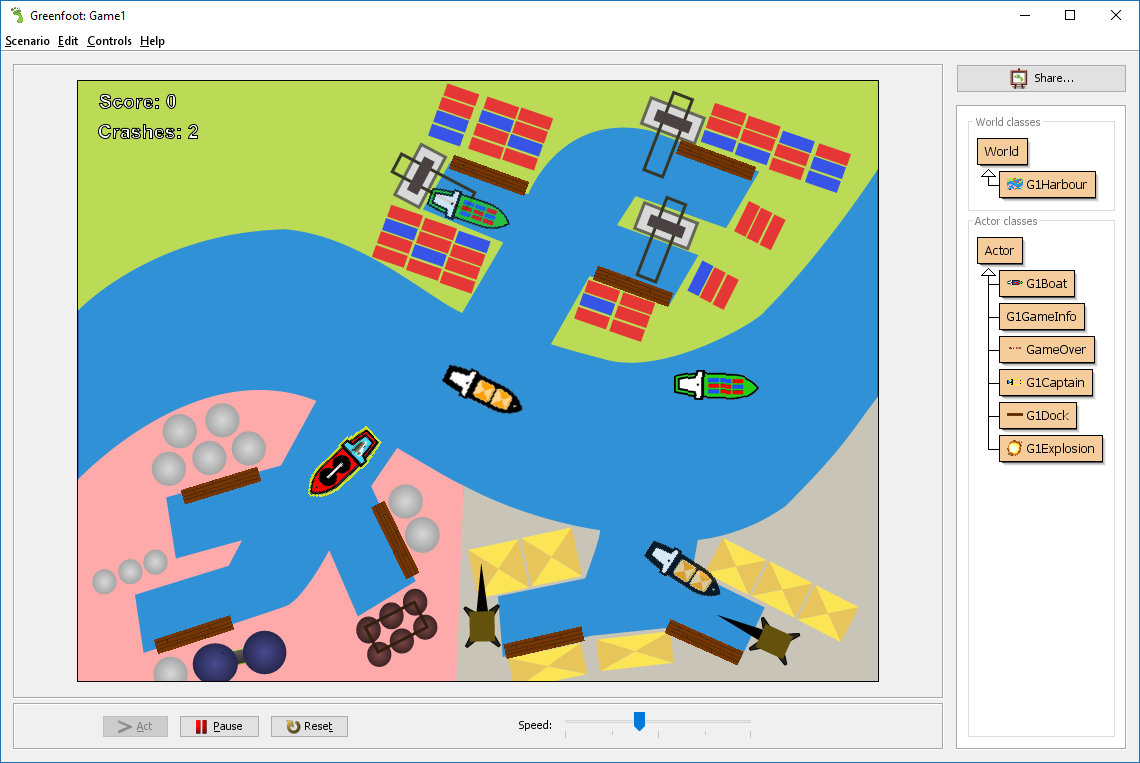 Greenfoot: Game1
Scenario Edit Controls Help
Score: 0
Crashes: 2
Share...
World classes
World
G1Harbour
Actor classes
Actor
G1Boat
G1GameInfo
GameOver
G1Captain
G1Dock
G1Explosion
Act
Pause
Reset
Speed: